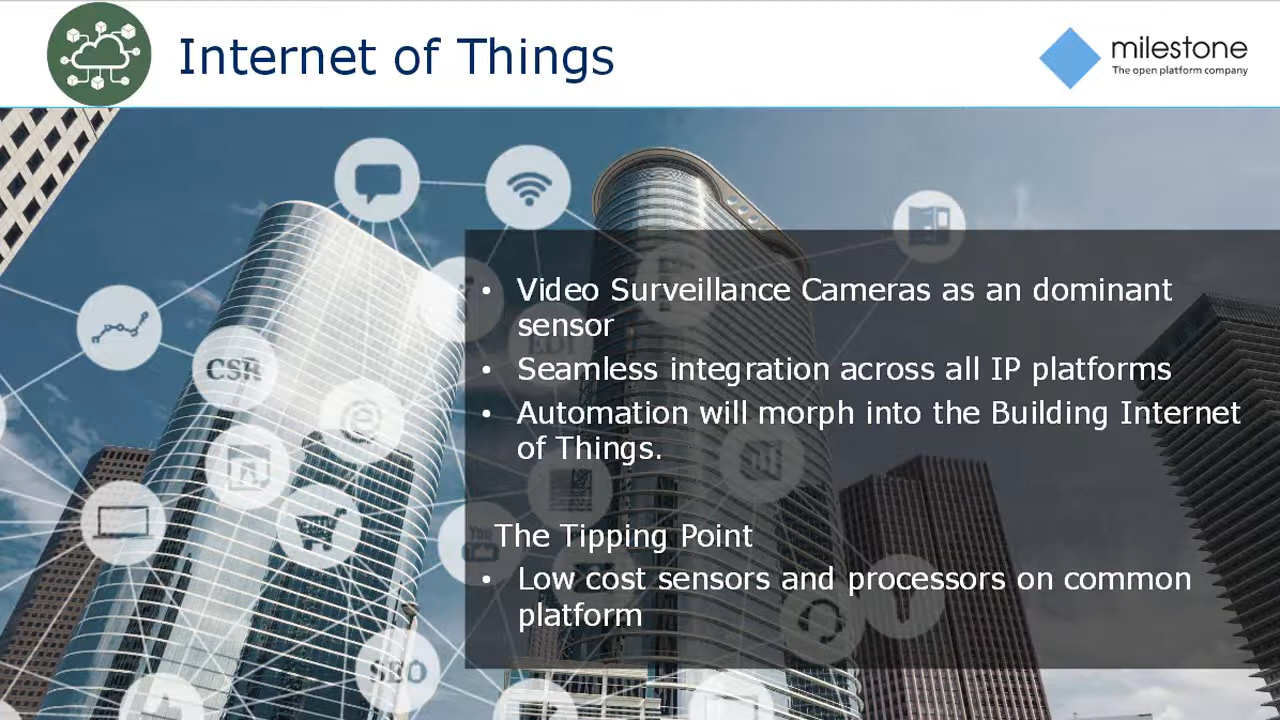 Internet of Things
milestone
The open platform company
CSR
• Video Surveillance Cameras as an dominant
sensor
• Seamless integration across all IP platforms
• Automation will morph into the Building Internet
of Things.
The Tipping Point
• Low cost sensors and processors on common
platform
SEO